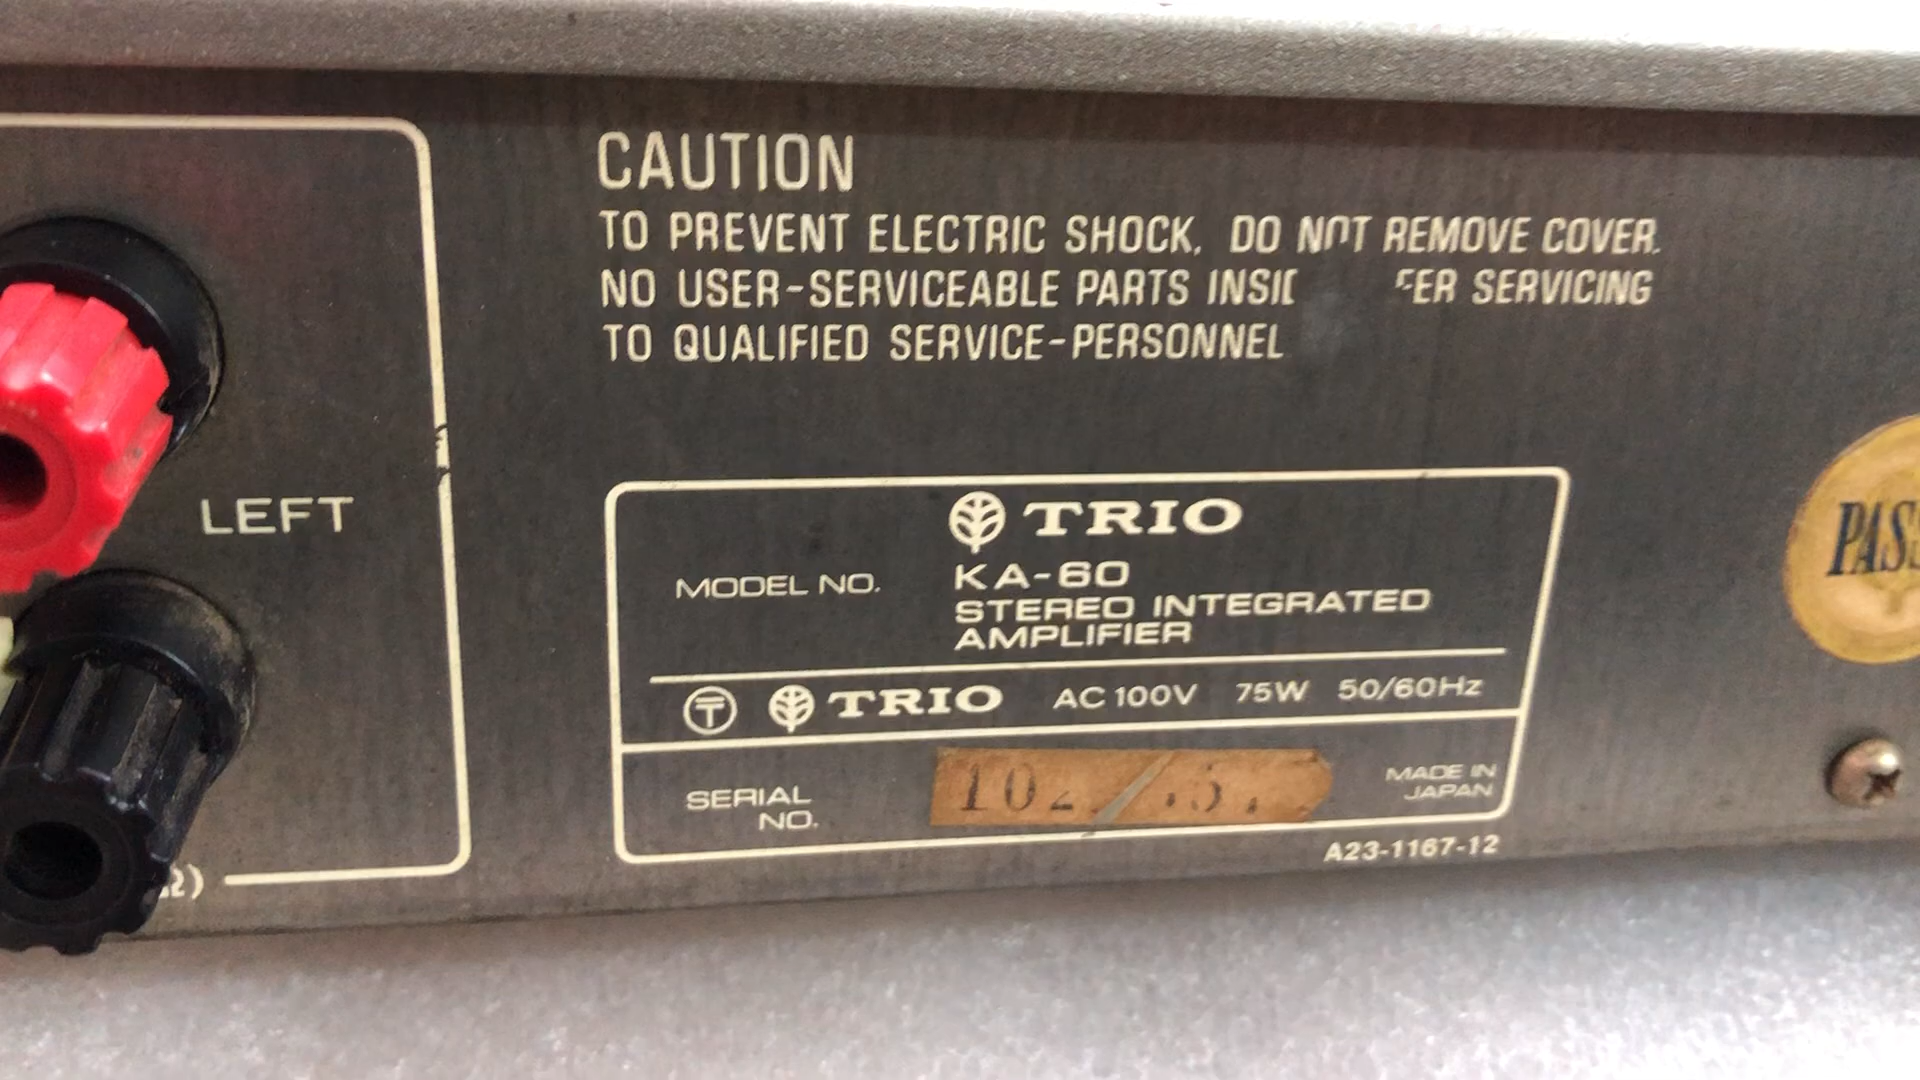 CAUTION
TO PREVENT ELECTRIC SHOCK, DO NOT REMOVE COVER.
NO USER-SERVICEABLE PARTS SERVICING
TO QUALIFIED SERVICE-PERSONNEL
LEFT
TRIO
MODEL NO. KA-60
STEREO INTEGRATED
AMPLIFIER
TRIO AC 100V 75W 50/60Hz
SERIAL
NO.
MADE IN
JAPAN
A23-1167-12